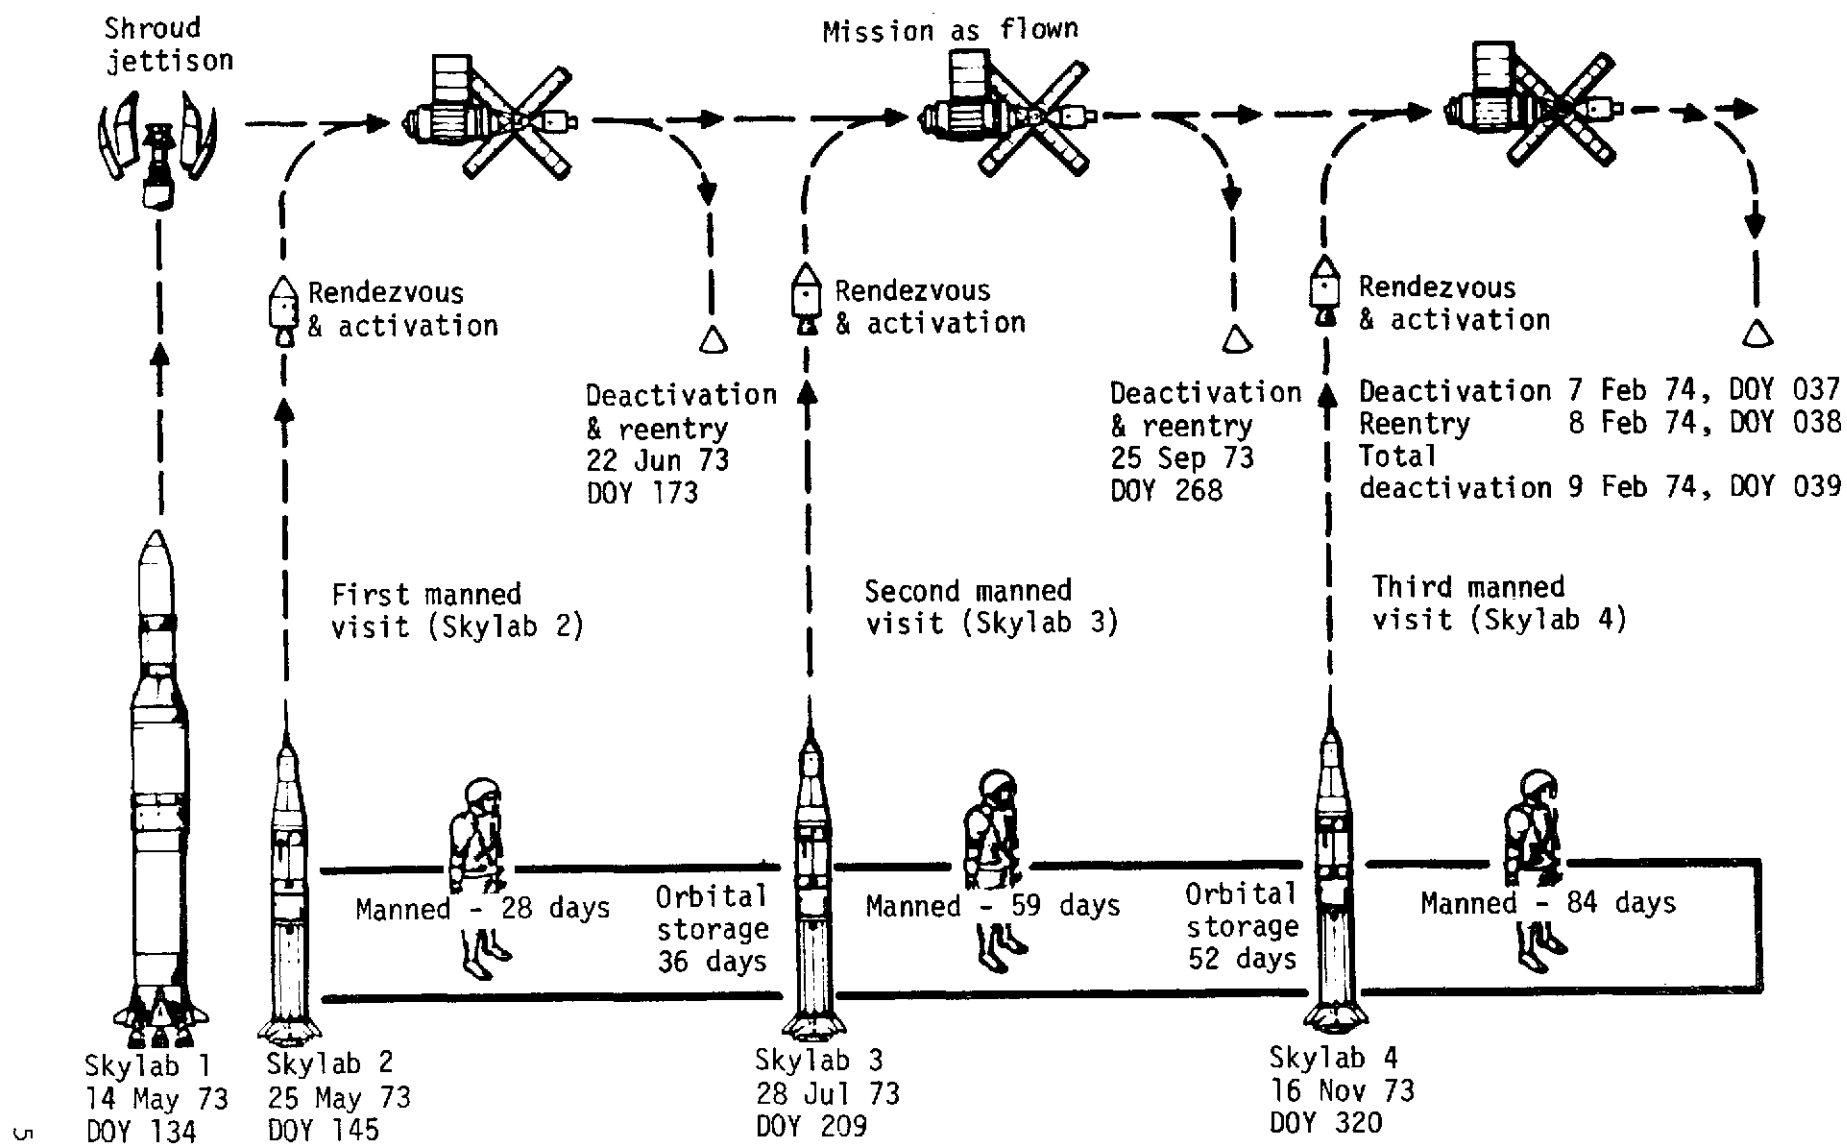 Shroud
jettison
Mission as flown
Rendezvous
& activation
Rendezvous
& activation
Rendezvous
& activation
Deactivation
& reentry
22 Jun 73
DOY 173
Deactivation
& reentry
25 Sep 73
DOY 268
Deactivation 7 Feb 74, DOY 037
Reentry 8 Feb 74, DOY 038
Total
deactivation 9 Feb 74, DOY 039
First manned
visit (Skylab 2)
Second manned
visit (Skylab 3)
Third manned
visit (Skylab 4)
Manned - 28 days
Orbital
storage
36 days
Manned - 59 days
Orbital
storage
52 days
Manned - 84 days
Skylab 1
14 May 73
DOY 134
Skylab 2
25 May 73
DOY 145
Skylab 3
28 Jul 73
DOY 209
Skylab 4
16 Nov 73
DOY 320
5